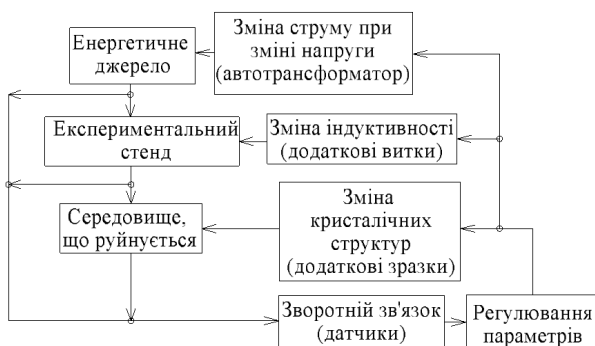 Енергетичне
джерело
Зміна струму при
зміні напруги
(автотрансформатор)
Експериментальний
стенд
Зміна індуктивності
(додаткові витки)
Середовище,
що руйнується
Зміна
кристалічних
структур
(додаткові зразки)
Зворотній зв'язок
(датчики)
Регулювання
параметрів